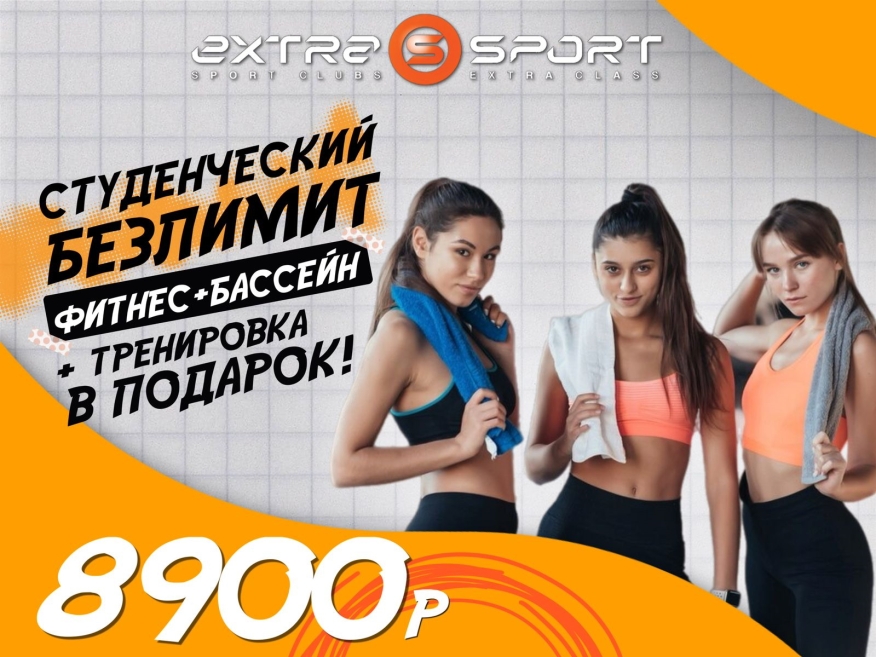 extra S SPORT
SPORT CLUBS EXTRA CLASS
СТУДЕНЧЕСКИЙ
БЕЗЛИМИТ
ФИТНЕС+БАССЕЙН
+ ТРЕНИРОВКА
В ПОДАРОК!
8900Р